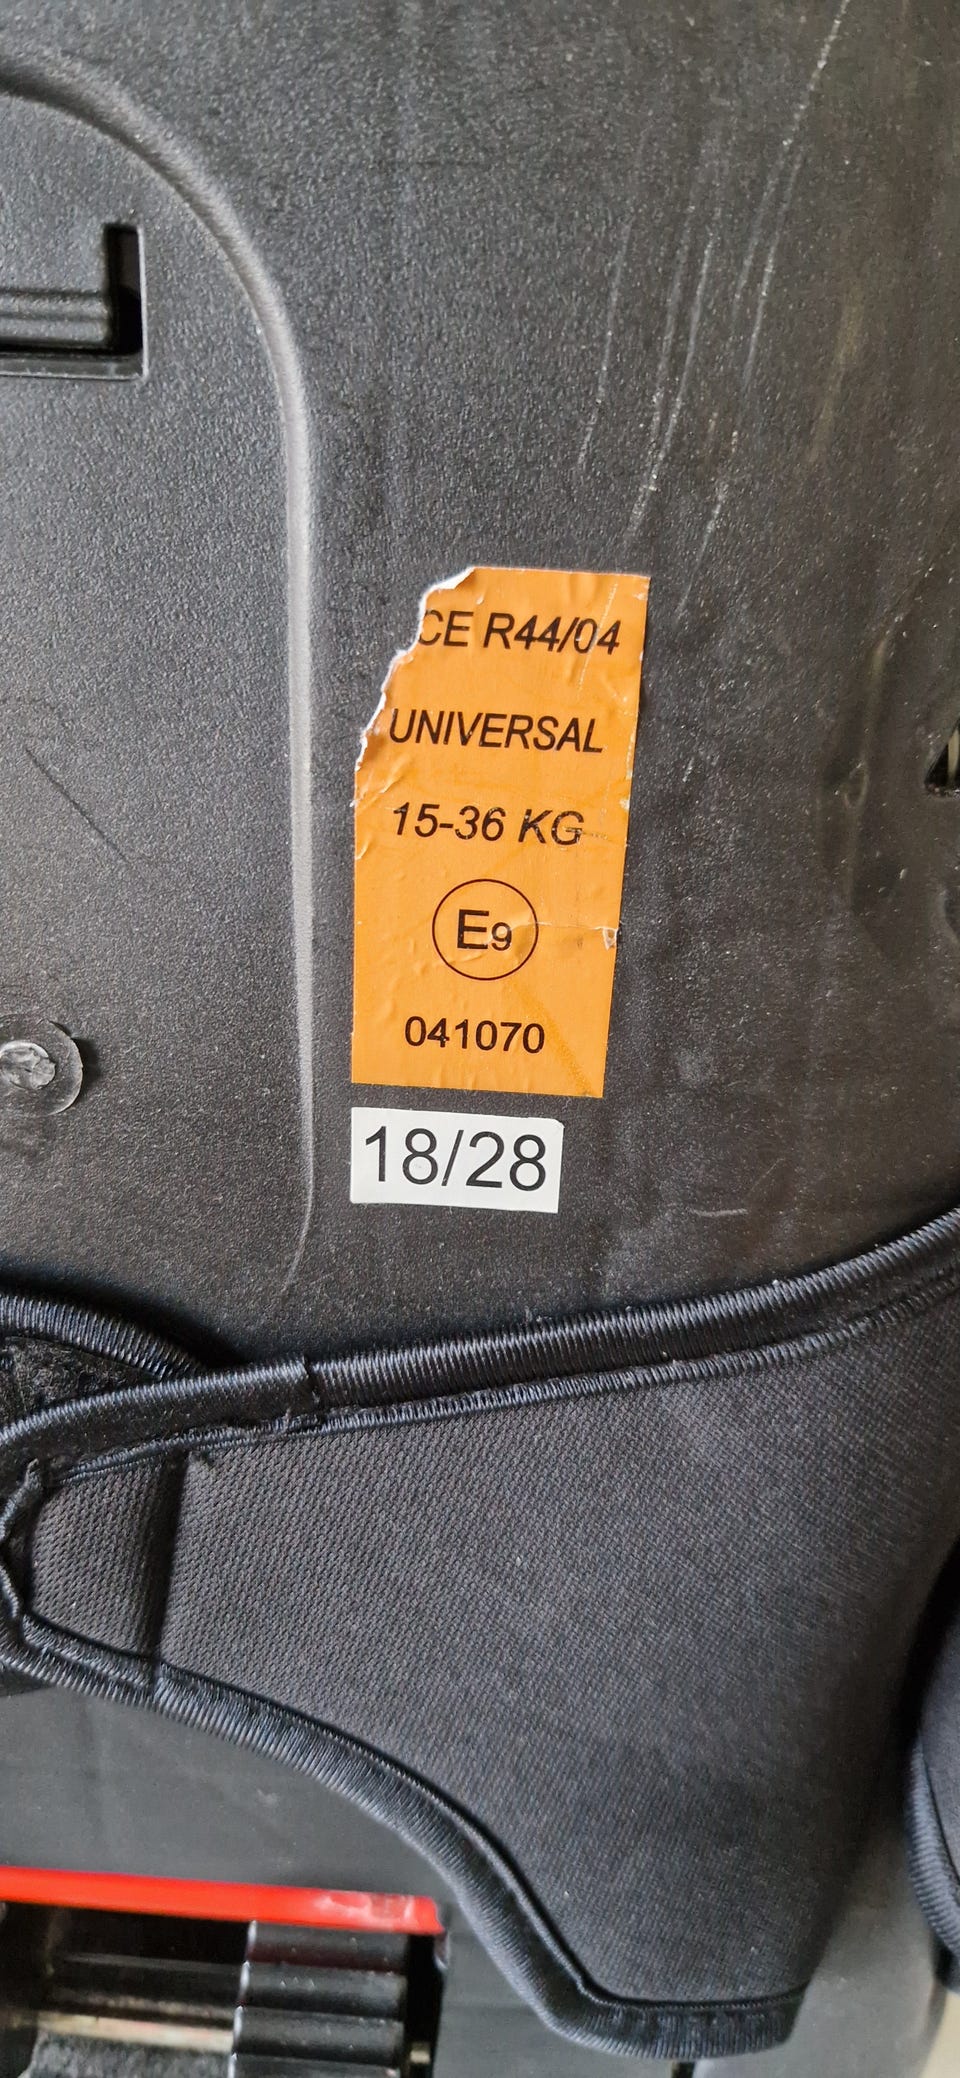 CE R44/04
UNIVERSAL
15-36 KG
E9
041070
18/28